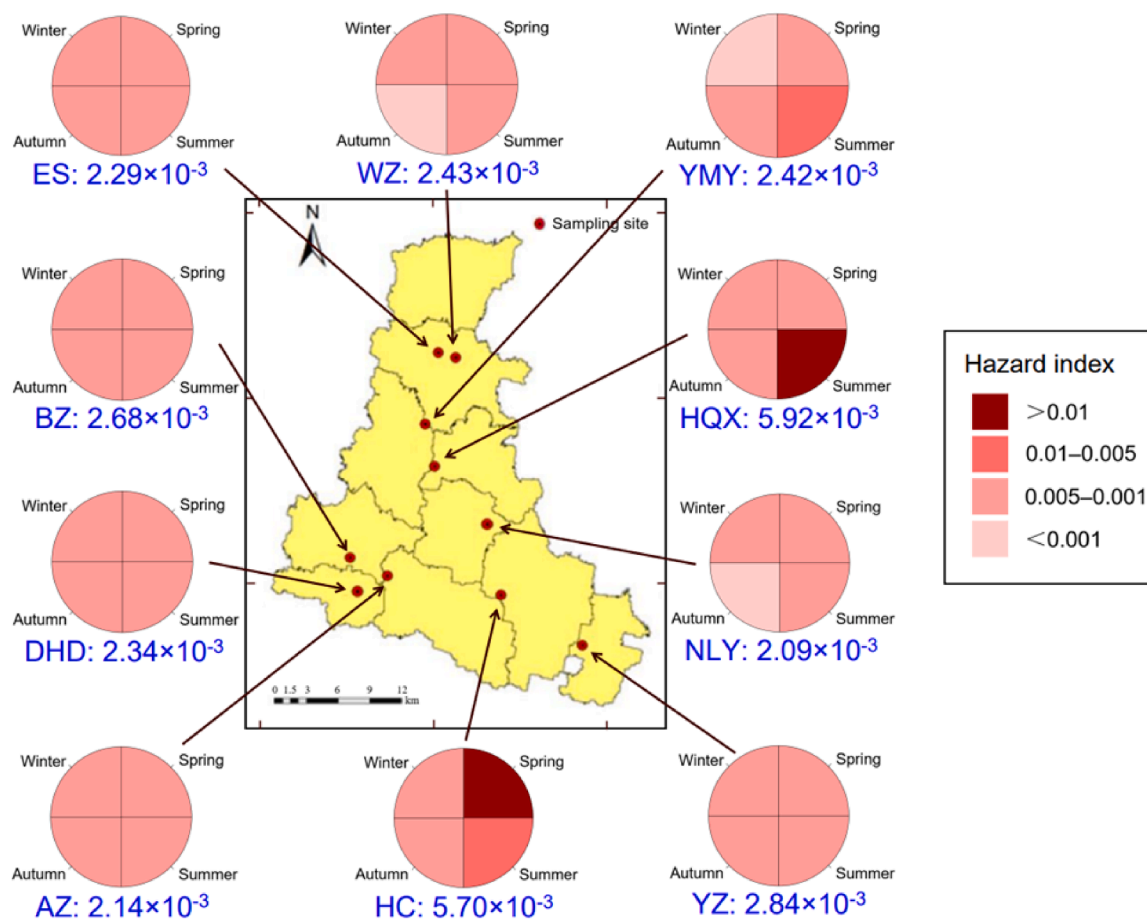 Winter Spring
Autumn Summer
ES: 2.29×10⁻³
Winter Spring
Autumn Summer
WZ: 2.43×10⁻³
Winter Spring
Autumn Summer
YMY: 2.42×10⁻³
N
Sampling site
Winter Spring
Autumn Summer
BZ: 2.68×10⁻³
Winter Spring
Autumn Summer
HQX: 5.92×10⁻³
Hazard index
>0.01
0.01–0.005
0.005–0.001
<0.001
Winter Spring
Autumn Summer
DHD: 2.34×10⁻³
Winter Spring
Autumn Summer
NLY: 2.09×10⁻³
0 1.5 3 6 9 12
km
Winter Spring
Autumn Summer
AZ: 2.14×10⁻³
Winter Spring
Autumn Summer
HC: 5.70×10⁻³
Winter Spring
Autumn Summer
YZ: 2.84×10⁻³